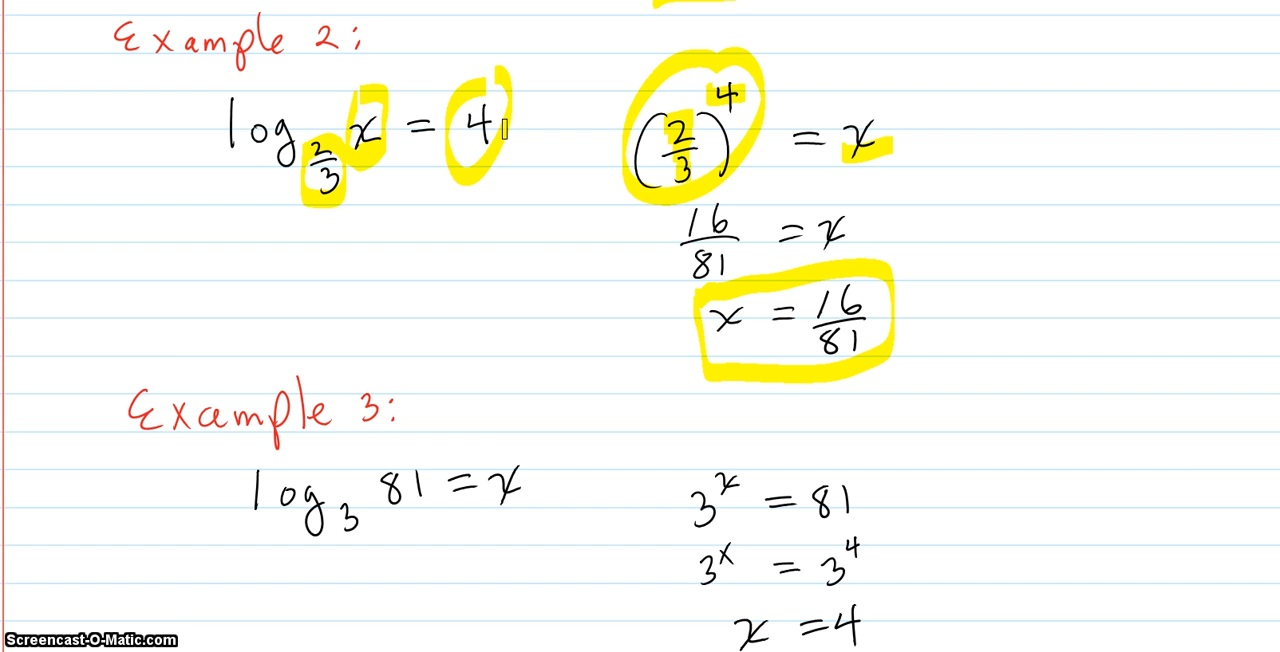 Example 2:
log_{2/3} x = 4
(2/3)^4 = x
16/81 = x
x = 16/81
Example 3:
log_3 81 = x
3^x = 81
3^x = 3^4
x = 4
Screencast-O-Matic.com